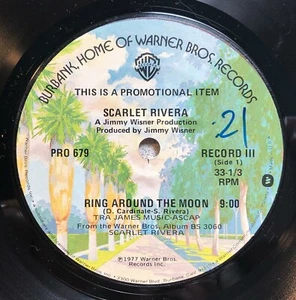 BURBANK, HOME OF WARNER BROS. RECORDS
THIS IS A PROMOTIONAL ITEM
SCARLET RIVERA
A Jimmy Wisner Production
Produced by Jimmy Wisner
21
PRO 679
RECORD III
(Side 1)
33-1/3
RPM
RING AROUND THE MOON 9:00
(D. Cardinale-S. Rivera)
TRA JAMES MUSIC-ASCAP
From the Warner Bros. Album BS 3060
SCARLET RIVERA
℗1977 Warner Bros.
Records Inc.